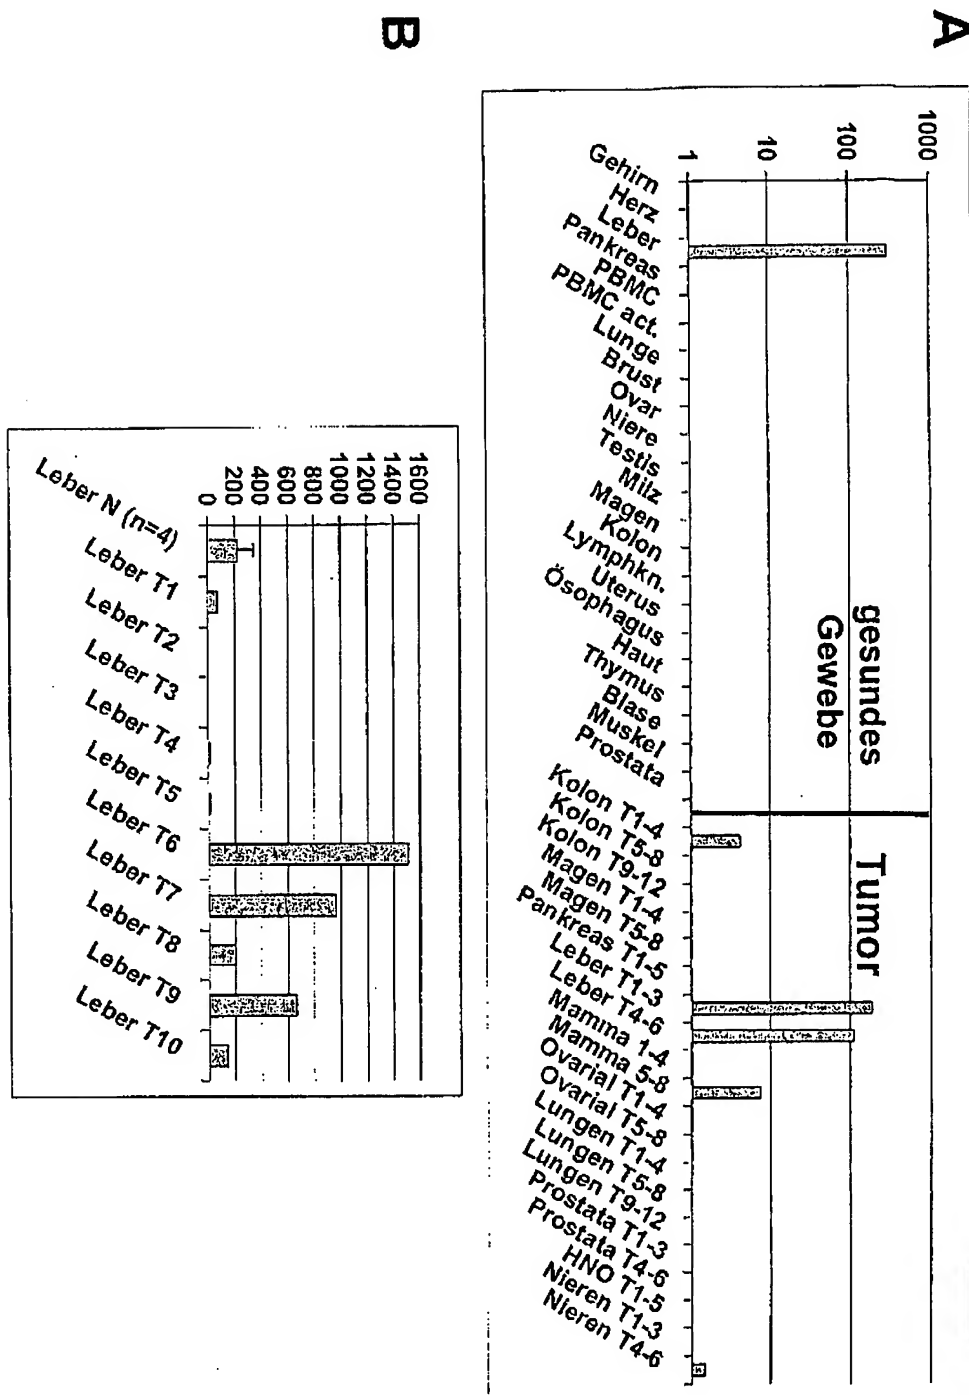 A
1000
100
10
1
gesundes
Gewebe
Tumor
Gehirn
Herz
Leber
Pankreas
PBMC
PBMC act.
Lunge
Brust
Ovar
Niere
Testis
Milz
Magen
Kolon
Lymphkn.
Uterus
Ösophagus
Haut
Thymus
Blase
Muskel
Prostata
Kolon T1-4
Kolon T5-8
Kolon T9-12
Magen T1-4
Magen T5-8
Pankreas T1-5
Leber T1-3
Leber T4-6
Mamma 1-4
Mamma 5-8
Ovarial T1-4
Ovarial T5-8
Lungen T1-4
Lungen T5-8
Lungen T9-12
Prostata T1-3
Prostata T4-6
HNO T1-5
Nieren T1-3
Nieren T4-6
B
1600
1400
1200
1000
800
600
400
200
0
Leber N (n=4)
Leber T1
Leber T2
Leber T3
Leber T4
Leber T5
Leber T6
Leber T7
Leber T8
Leber T9
Leber T10